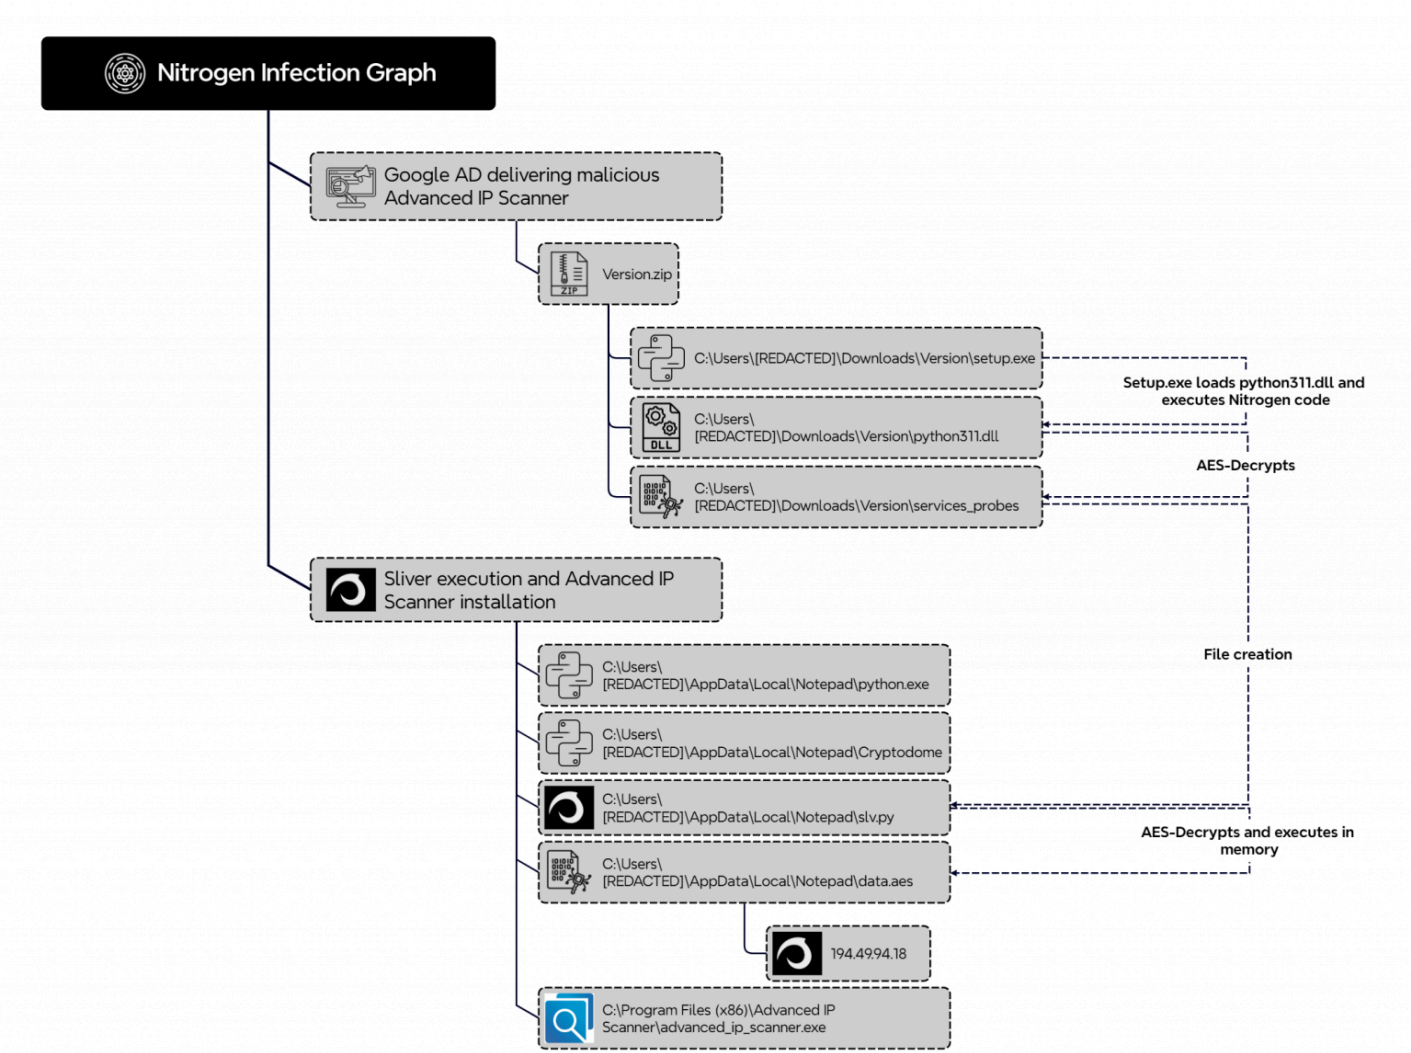 Nitrogen Infection Graph
Google AD delivering malicious
Advanced IP Scanner
ZIP
Version.zip
C:\Users\[REDACTED]\Downloads\Version\setup.exe
Setup.exe loads python311.dll and
executes Nitrogen code
DLL
C:\Users\
[REDACTED]\Downloads\Version\python311.dll
AES-Decrypts
C:\Users\
[REDACTED]\Downloads\Version\services_probes
Sliver execution and Advanced IP
Scanner installation
File creation
C:\Users\
[REDACTED]\AppData\Local\Notepad\python.exe
C:\Users\
[REDACTED]\AppData\Local\Notepad\Cryptodome
C:\Users\
[REDACTED]\AppData\Local\Notepad\slv.py
AES-Decrypts and executes in
memory
C:\Users\
[REDACTED]\AppData\Local\Notepad\data.aes
194.49.94.18
C:\Program Files (x86)\Advanced IP
Scanner\advanced_ip_scanner.exe